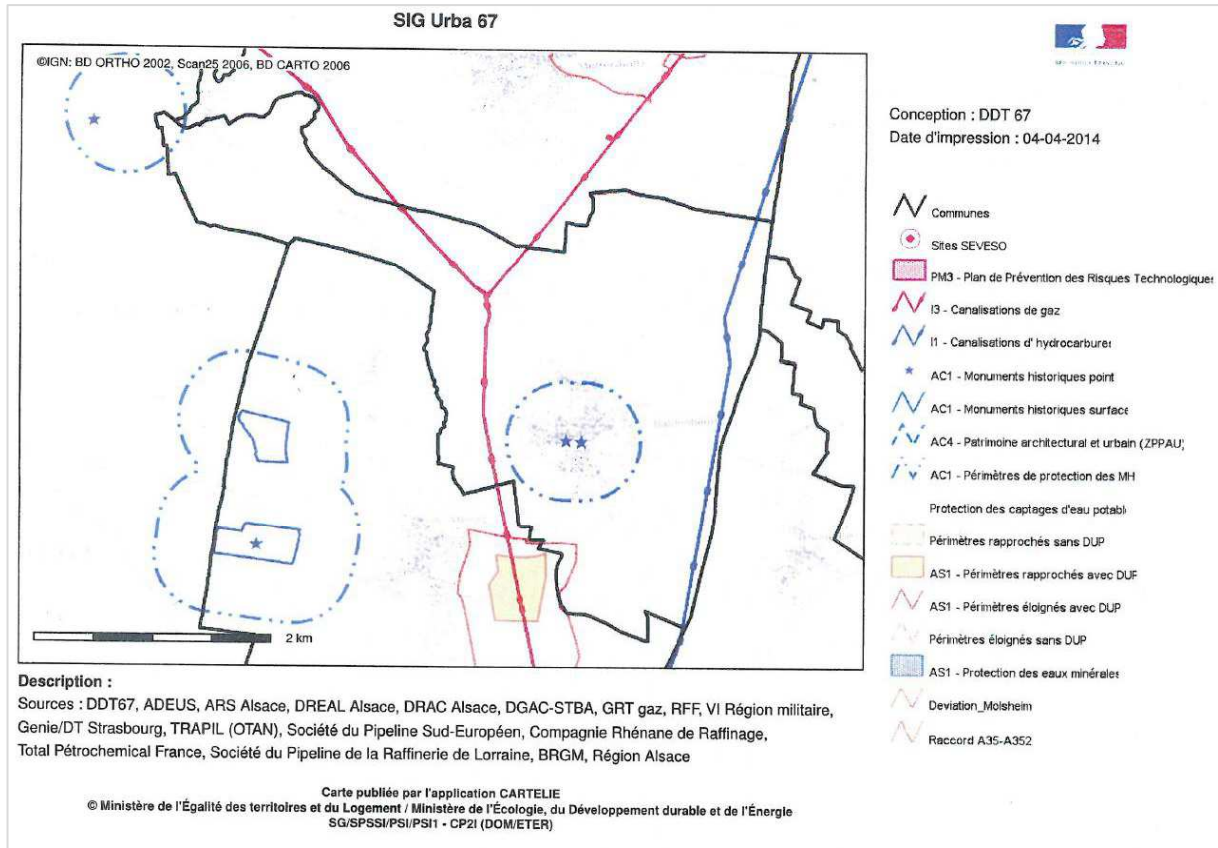 SIG Urba 67
©IGN: BD ORTHO 2002, Scan25 2006, BD CARTO 2006
Conception : DDT 67
Date d'impression : 04-04-2014
Communes
Sites SEVESO
PM3 - Plan de Prévention des Risques Technologiques
I3 - Canalisations de gaz
I1 - Canalisations d' hydrocarbures
AC1 - Monuments historiques point
AC1 - Monuments historiques surface
AC4 - Patrimoine architectural et urbain (ZPPAU)
AC1 - Périmètres de protection des MH
Protection des captages d'eau potabl
Périmètres rapprochés sans DUP
AS1 - Périmètres rapprochés avec DUP
AS1 - Périmètres éloignés avec DUP
Périmètres éloignés sans DUP
AS1 - Protection des eaux minérales
Deviation_Molsheim
Raccord A35-A352
2 km
Description :
Sources : DDT67, ADEUS, ARS Alsace, DREAL Alsace, DRAC Alsace, DGAC-STBA, GRT gaz, RFF, VI Région militaire,
Genie/DT Strasbourg, TRAPIL (OTAN), Société du Pipeline Sud-Européen, Compagnie Rhénane de Raffinage,
Total Pétrochemical France, Société du Pipeline de la Raffinerie de Lorraine, BRGM, Région Alsace
Carte publiée par l'application CARTELIE
© Ministère de l'Égalité des territoires et du Logement / Ministère de l'Écologie, du Développement durable et de l'Énergie
SG/SPSSI/PSI/PSI1 - CP2I (DOM/ETER)